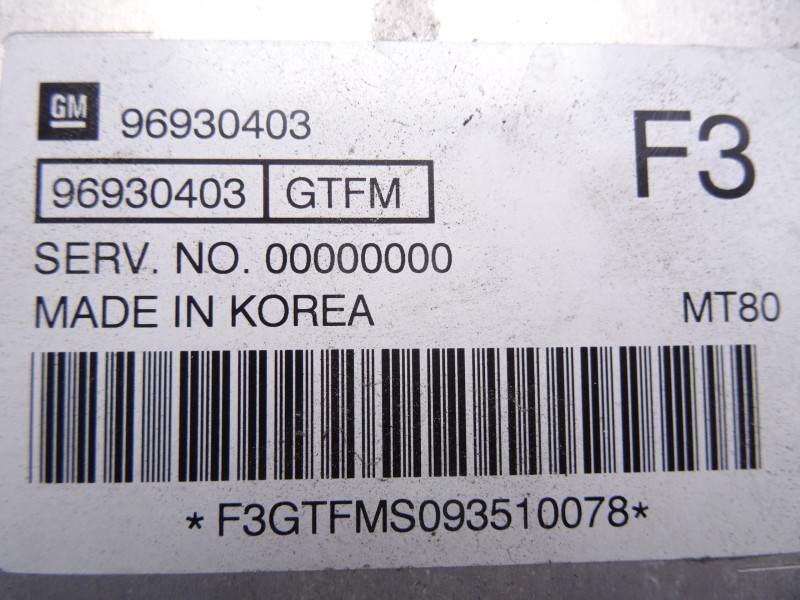 GM 96930403 F3
96930403 GTFM
SERV. NO. 00000000
MADE IN KOREA MT80
*F3GTFMS093510078*